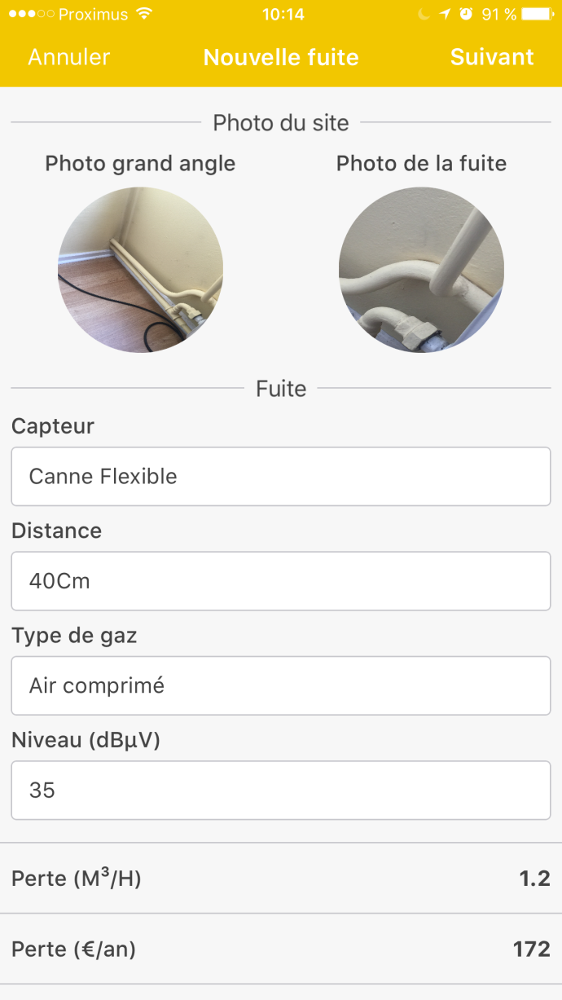 Proximus 10:14 91 %
Annuler Nouvelle fuite Suivant
Photo du site
Photo grand angle Photo de la fuite
Fuite
Capteur
Canne Flexible
Distance
40Cm
Type de gaz
Air comprimé
Niveau (dBµV)
35
Perte (M³/H) 1.2
Perte (€/an) 172